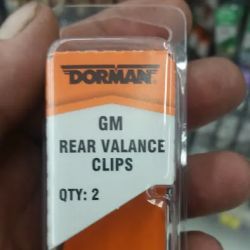 DORMAN
GM
REAR VALANCE
CLIPS
QTY: 2